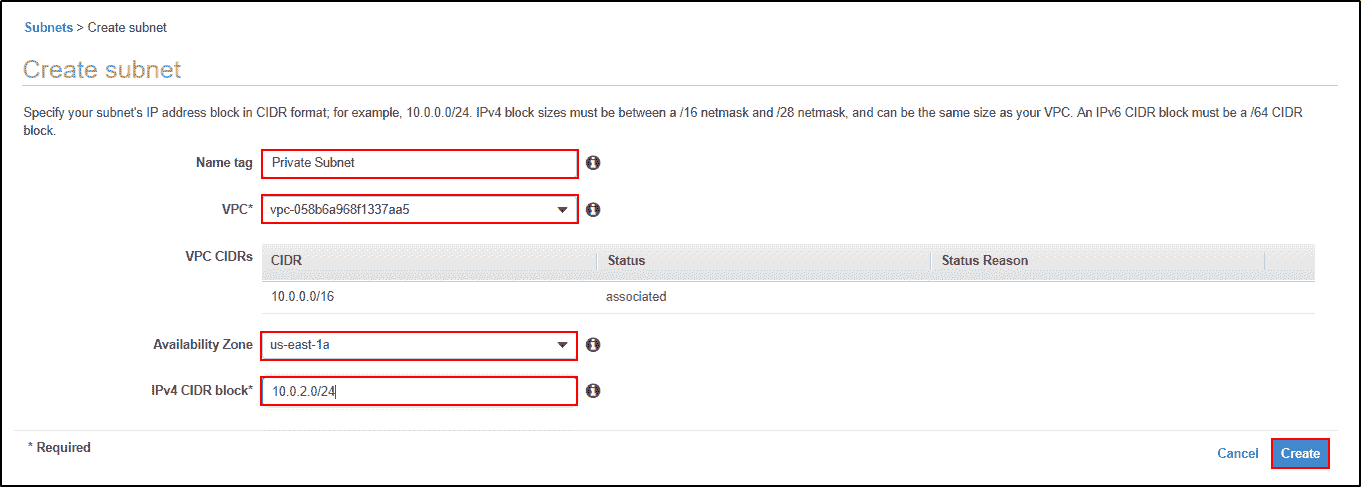 Subnets > Create subnet
Create subnet
Specify your subnet's IP address block in CIDR format; for example, 10.0.0.0/24. IPv4 block sizes must be between a /16 netmask and /28 netmask, and can be the same size as your VPC. An IPv6 CIDR block must be a /64 CIDR
block.
Name tag Private Subnet
VPC* vpc-058b6a968f1337aa5
VPC CIDRs CIDR Status Status Reason
10.0.0.0/16 associated
Availability Zone us-east-1a
IPv4 CIDR block* 10.0.2.0/24
* Required
Cancel Create